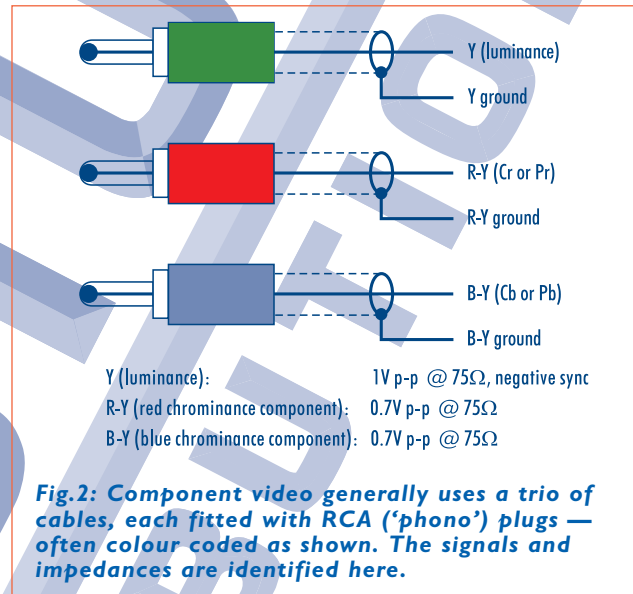 Y (luminance)
Y ground
R-Y (Cr or Pr)
R-Y ground
B-Y (Cb or Pb)
B-Y ground
Y (luminance): 1V p-p @ 75Ω, negative sync
R-Y (red chrominance component): 0.7V p-p @ 75Ω
B-Y (blue chrominance component): 0.7V p-p @ 75Ω
Fig.2: Component video generally uses a trio of
cables, each fitted with RCA (‘phono’) plugs —
often colour coded as shown. The signals and
impedances are identified here.